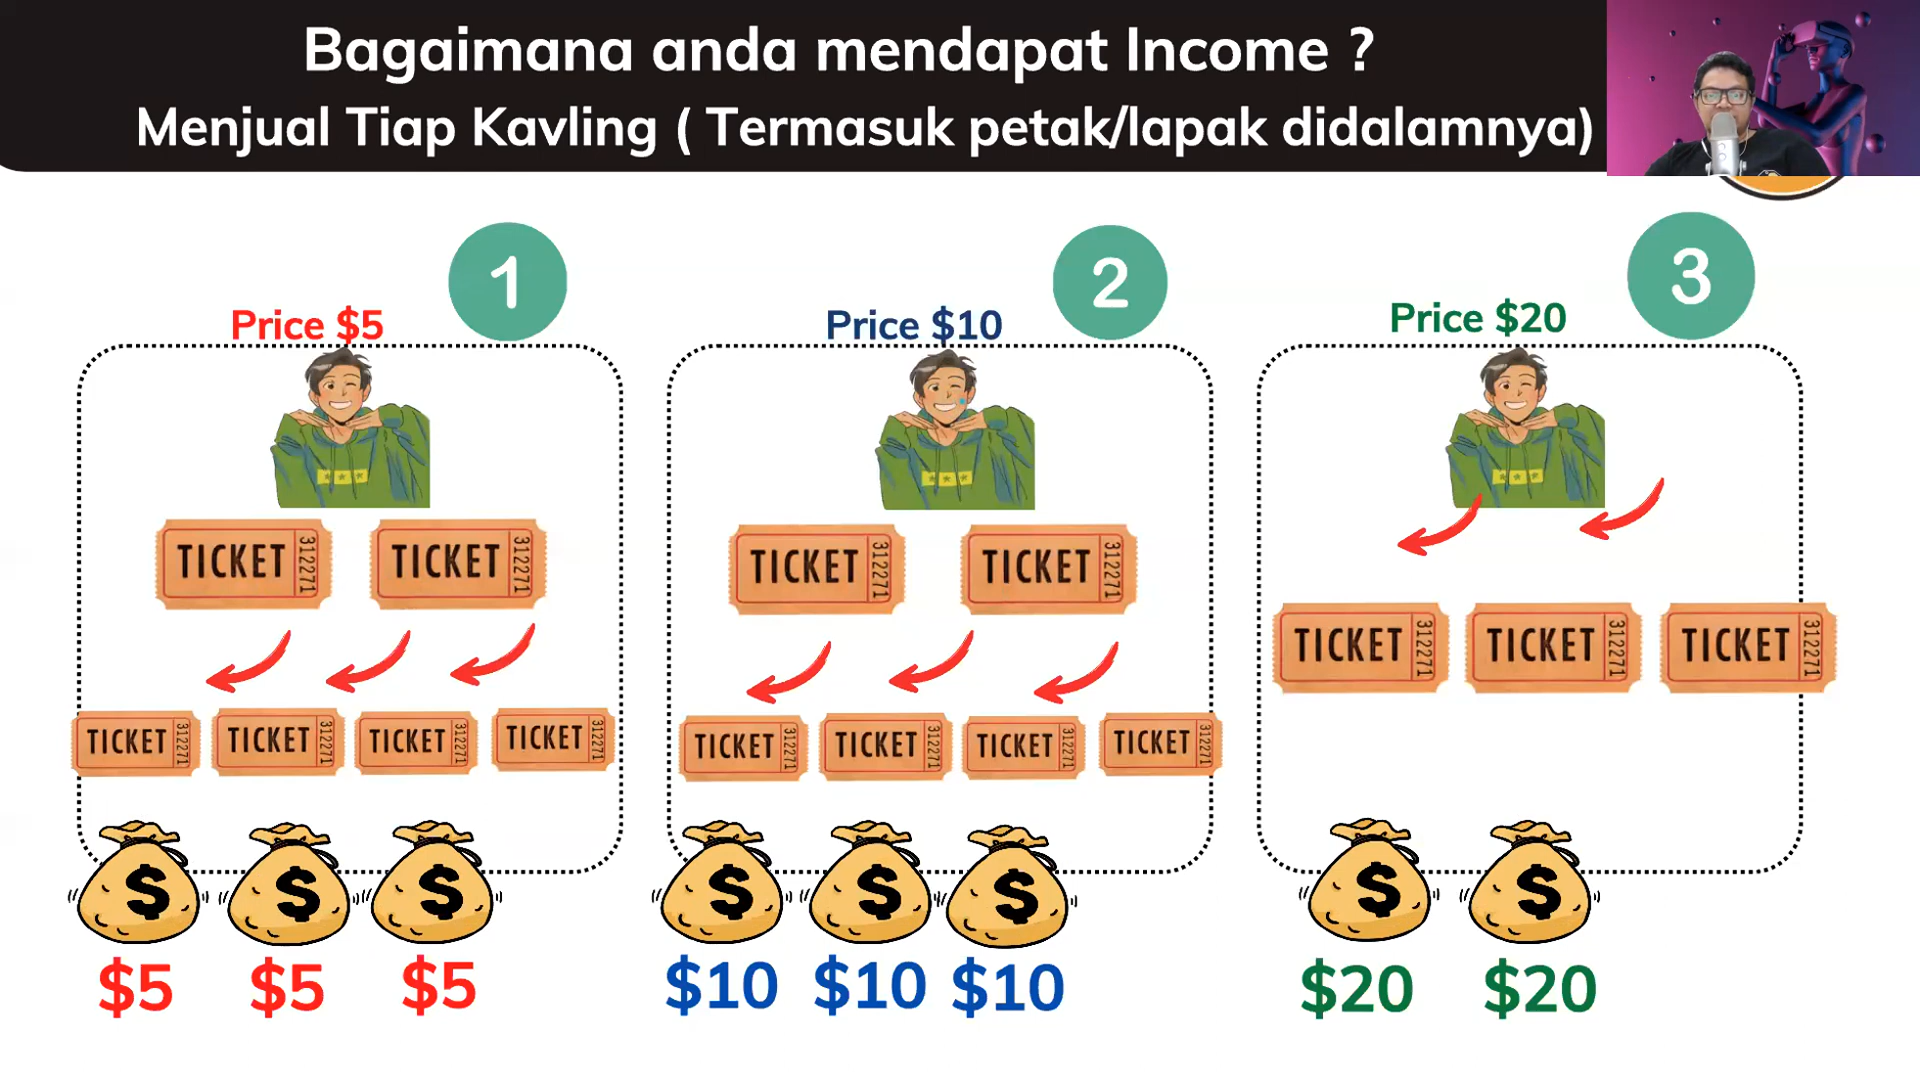 Bagaimana anda mendapat Income ?
Menjual Tiap Kavling ( Termasuk petak/lapak didalamnya)
1
Price $5
TICKET 312271
TICKET 312271
TICKET 312271
TICKET 312271
TICKET 312271
TICKET 312271
$
$
$
$5 $5 $5
2
Price $10
TICKET 312271
TICKET 312271
TICKET 312271
TICKET 312271
TICKET 312271
TICKET 312271
$
$
$
$10 $10 $10
3
Price $20
TICKET 312271
TICKET 312271
TICKET 312271
$
$
$20 $20